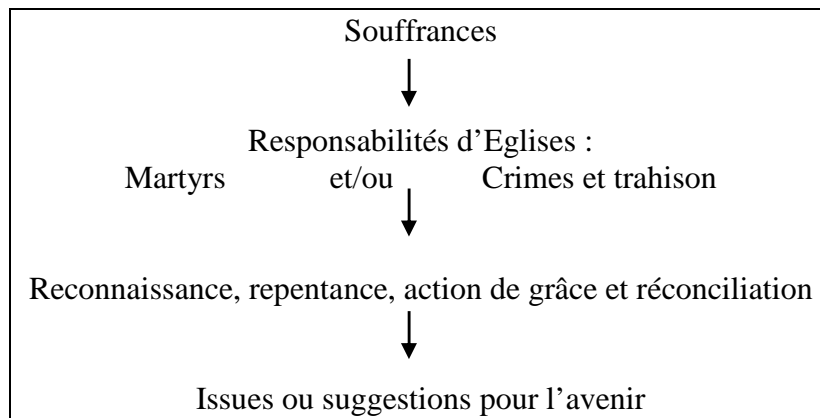 Souffrances
Responsabilités d'Eglises :
Martyrs et/ou Crimes et trahison
Reconnaissance, repentance, action de grâce et réconciliation
Issues ou suggestions pour l'avenir